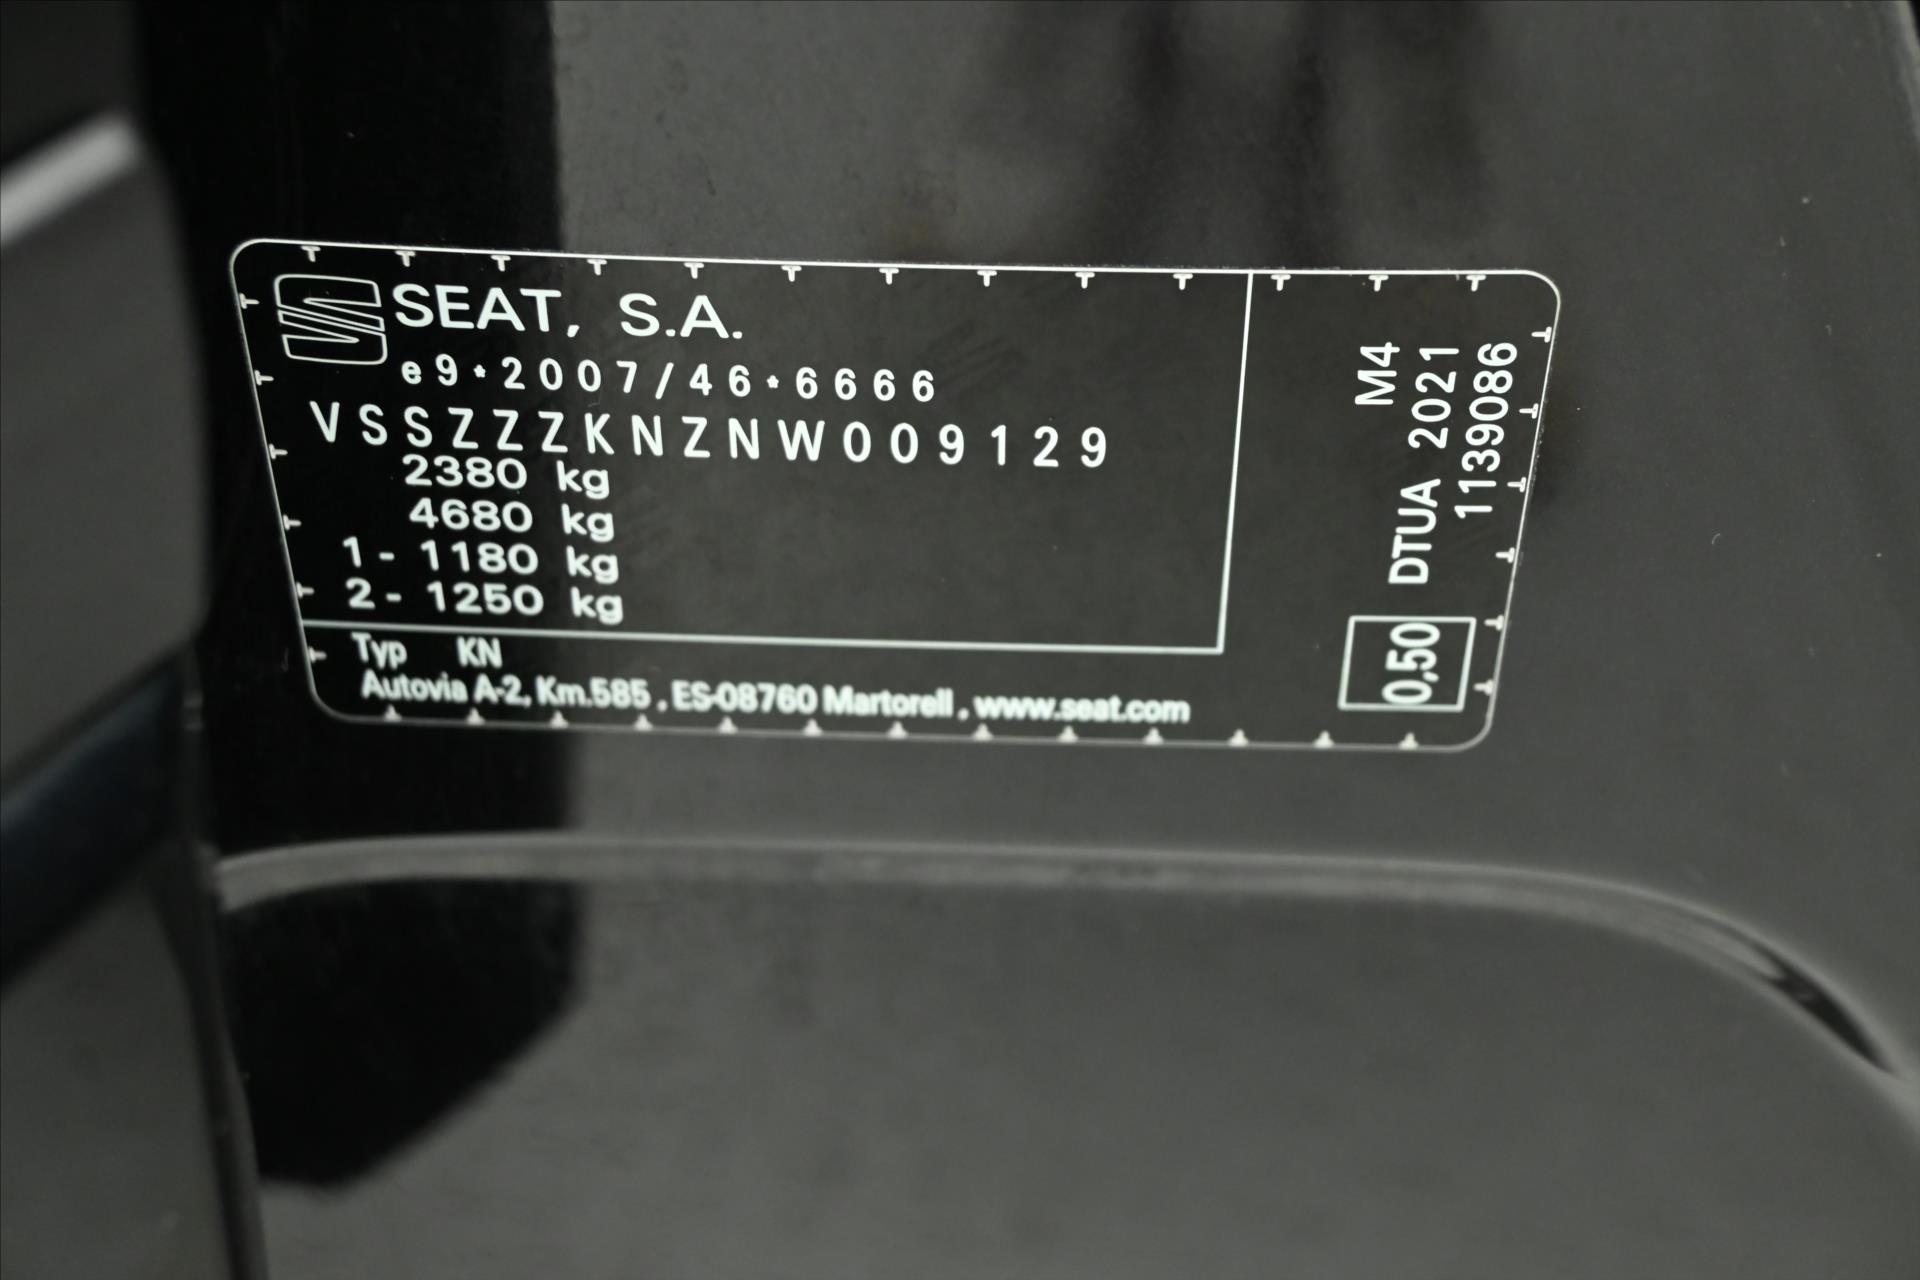 SEAT, S.A.
e9*2007/46*6666
VSSZZZKNZNW009129
2380 kg
4680 kg
1 - 1180 kg
2 - 1250 kg
Typ KN
Autovia A-2, Km.585 , ES-08760 Martorell , www.seat.com
M4
DTUA 2021
1139086
0,50